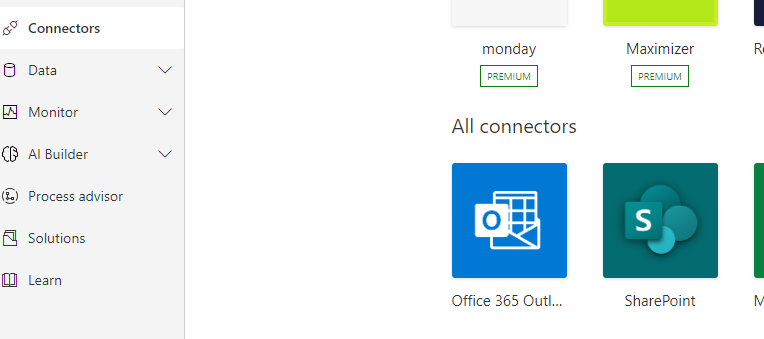 Connectors
Data
Monitor
AI Builder
Process advisor
Solutions
Learn
monday
Maximizer
PREMIUM
PREMIUM
All connectors
O
S
Office 365 Outl...
SharePoint